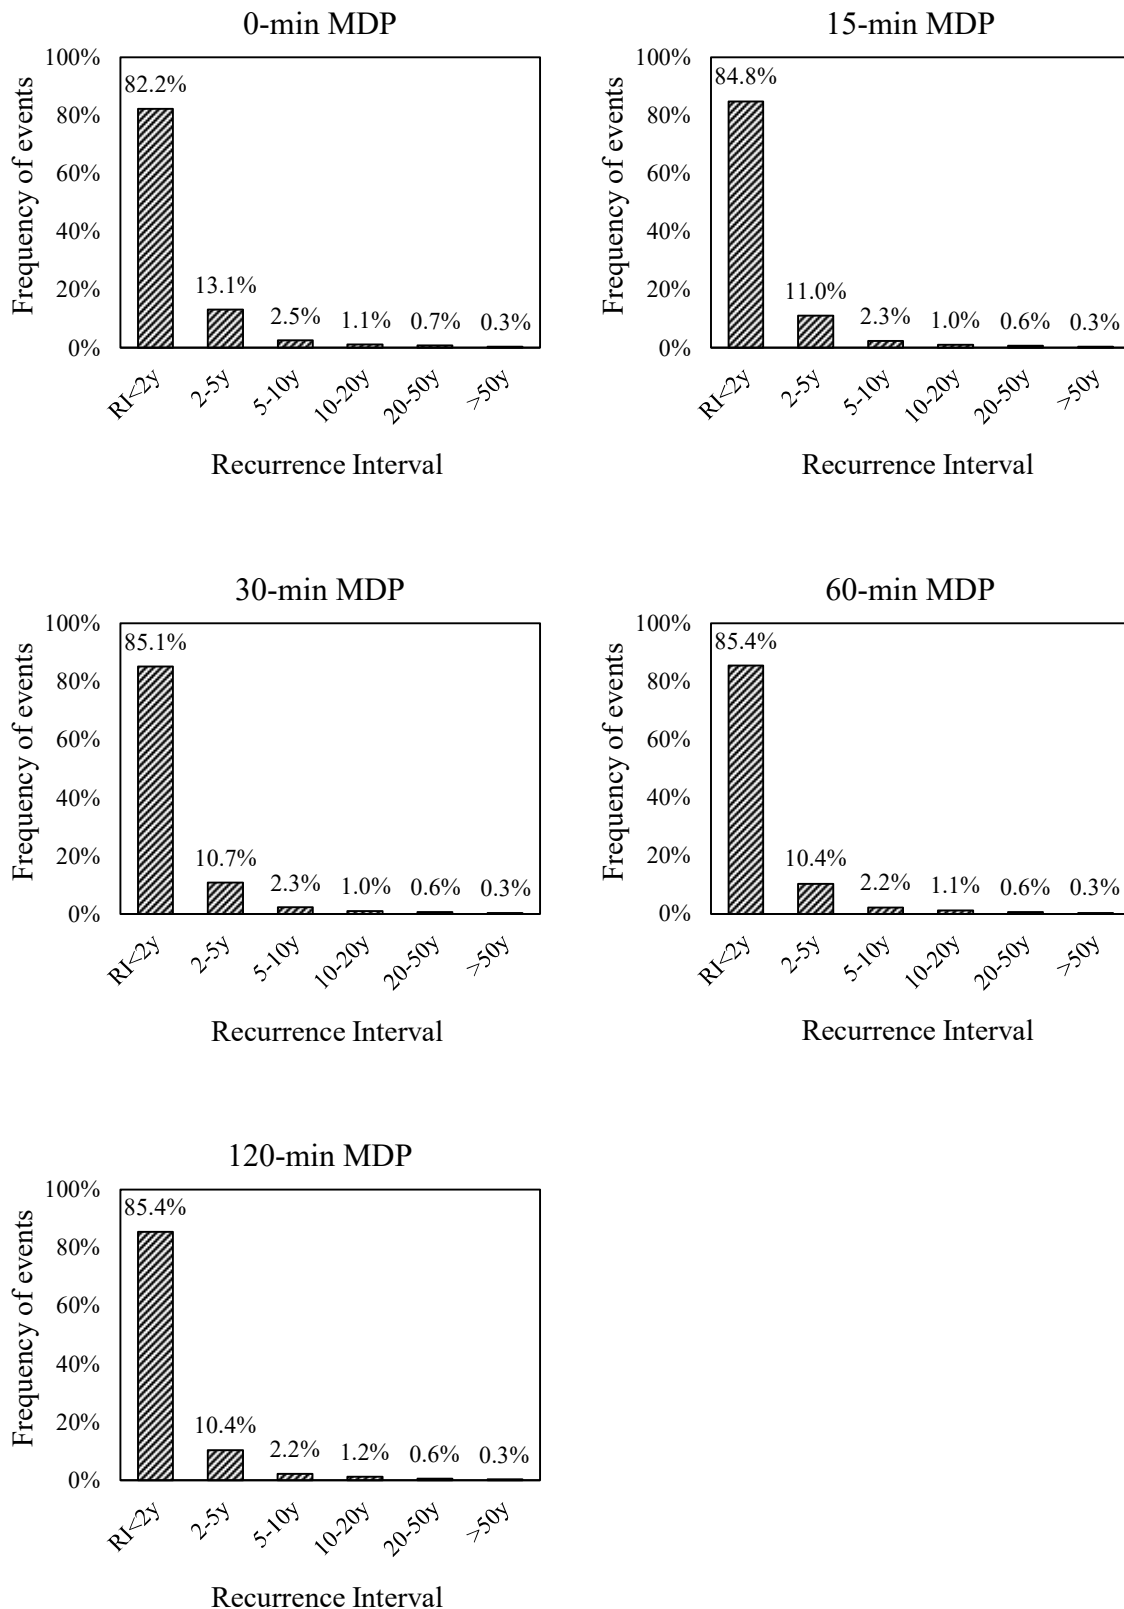 0-min MDP
Frequency of events
100%
80%
60%
40%
20%
0%
82.2%
13.1%
2.5%
1.1%
0.7%
0.3%
RI<2y
2-5y
5-10y
10-20y
20-50y
>50y
Recurrence Interval
15-min MDP
Frequency of events
100%
80%
60%
40%
20%
0%
84.8%
11.0%
2.3%
1.0%
0.6%
0.3%
RI<2y
2-5y
5-10y
10-20y
20-50y
>50y
Recurrence Interval
30-min MDP
Frequency of events
100%
80%
60%
40%
20%
0%
85.1%
10.7%
2.3%
1.0%
0.6%
0.3%
RI<2y
2-5y
5-10y
10-20y
20-50y
>50y
Recurrence Interval
60-min MDP
Frequency of events
100%
80%
60%
40%
20%
0%
85.4%
10.4%
2.2%
1.1%
0.6%
0.3%
RI<2y
2-5y
5-10y
10-20y
20-50y
>50y
Recurrence Interval
120-min MDP
Frequency of events
100%
80%
60%
40%
20%
0%
85.4%
10.4%
2.2%
1.2%
0.6%
0.3%
RI<2y
2-5y
5-10y
10-20y
20-50y
>50y
Recurrence Interval